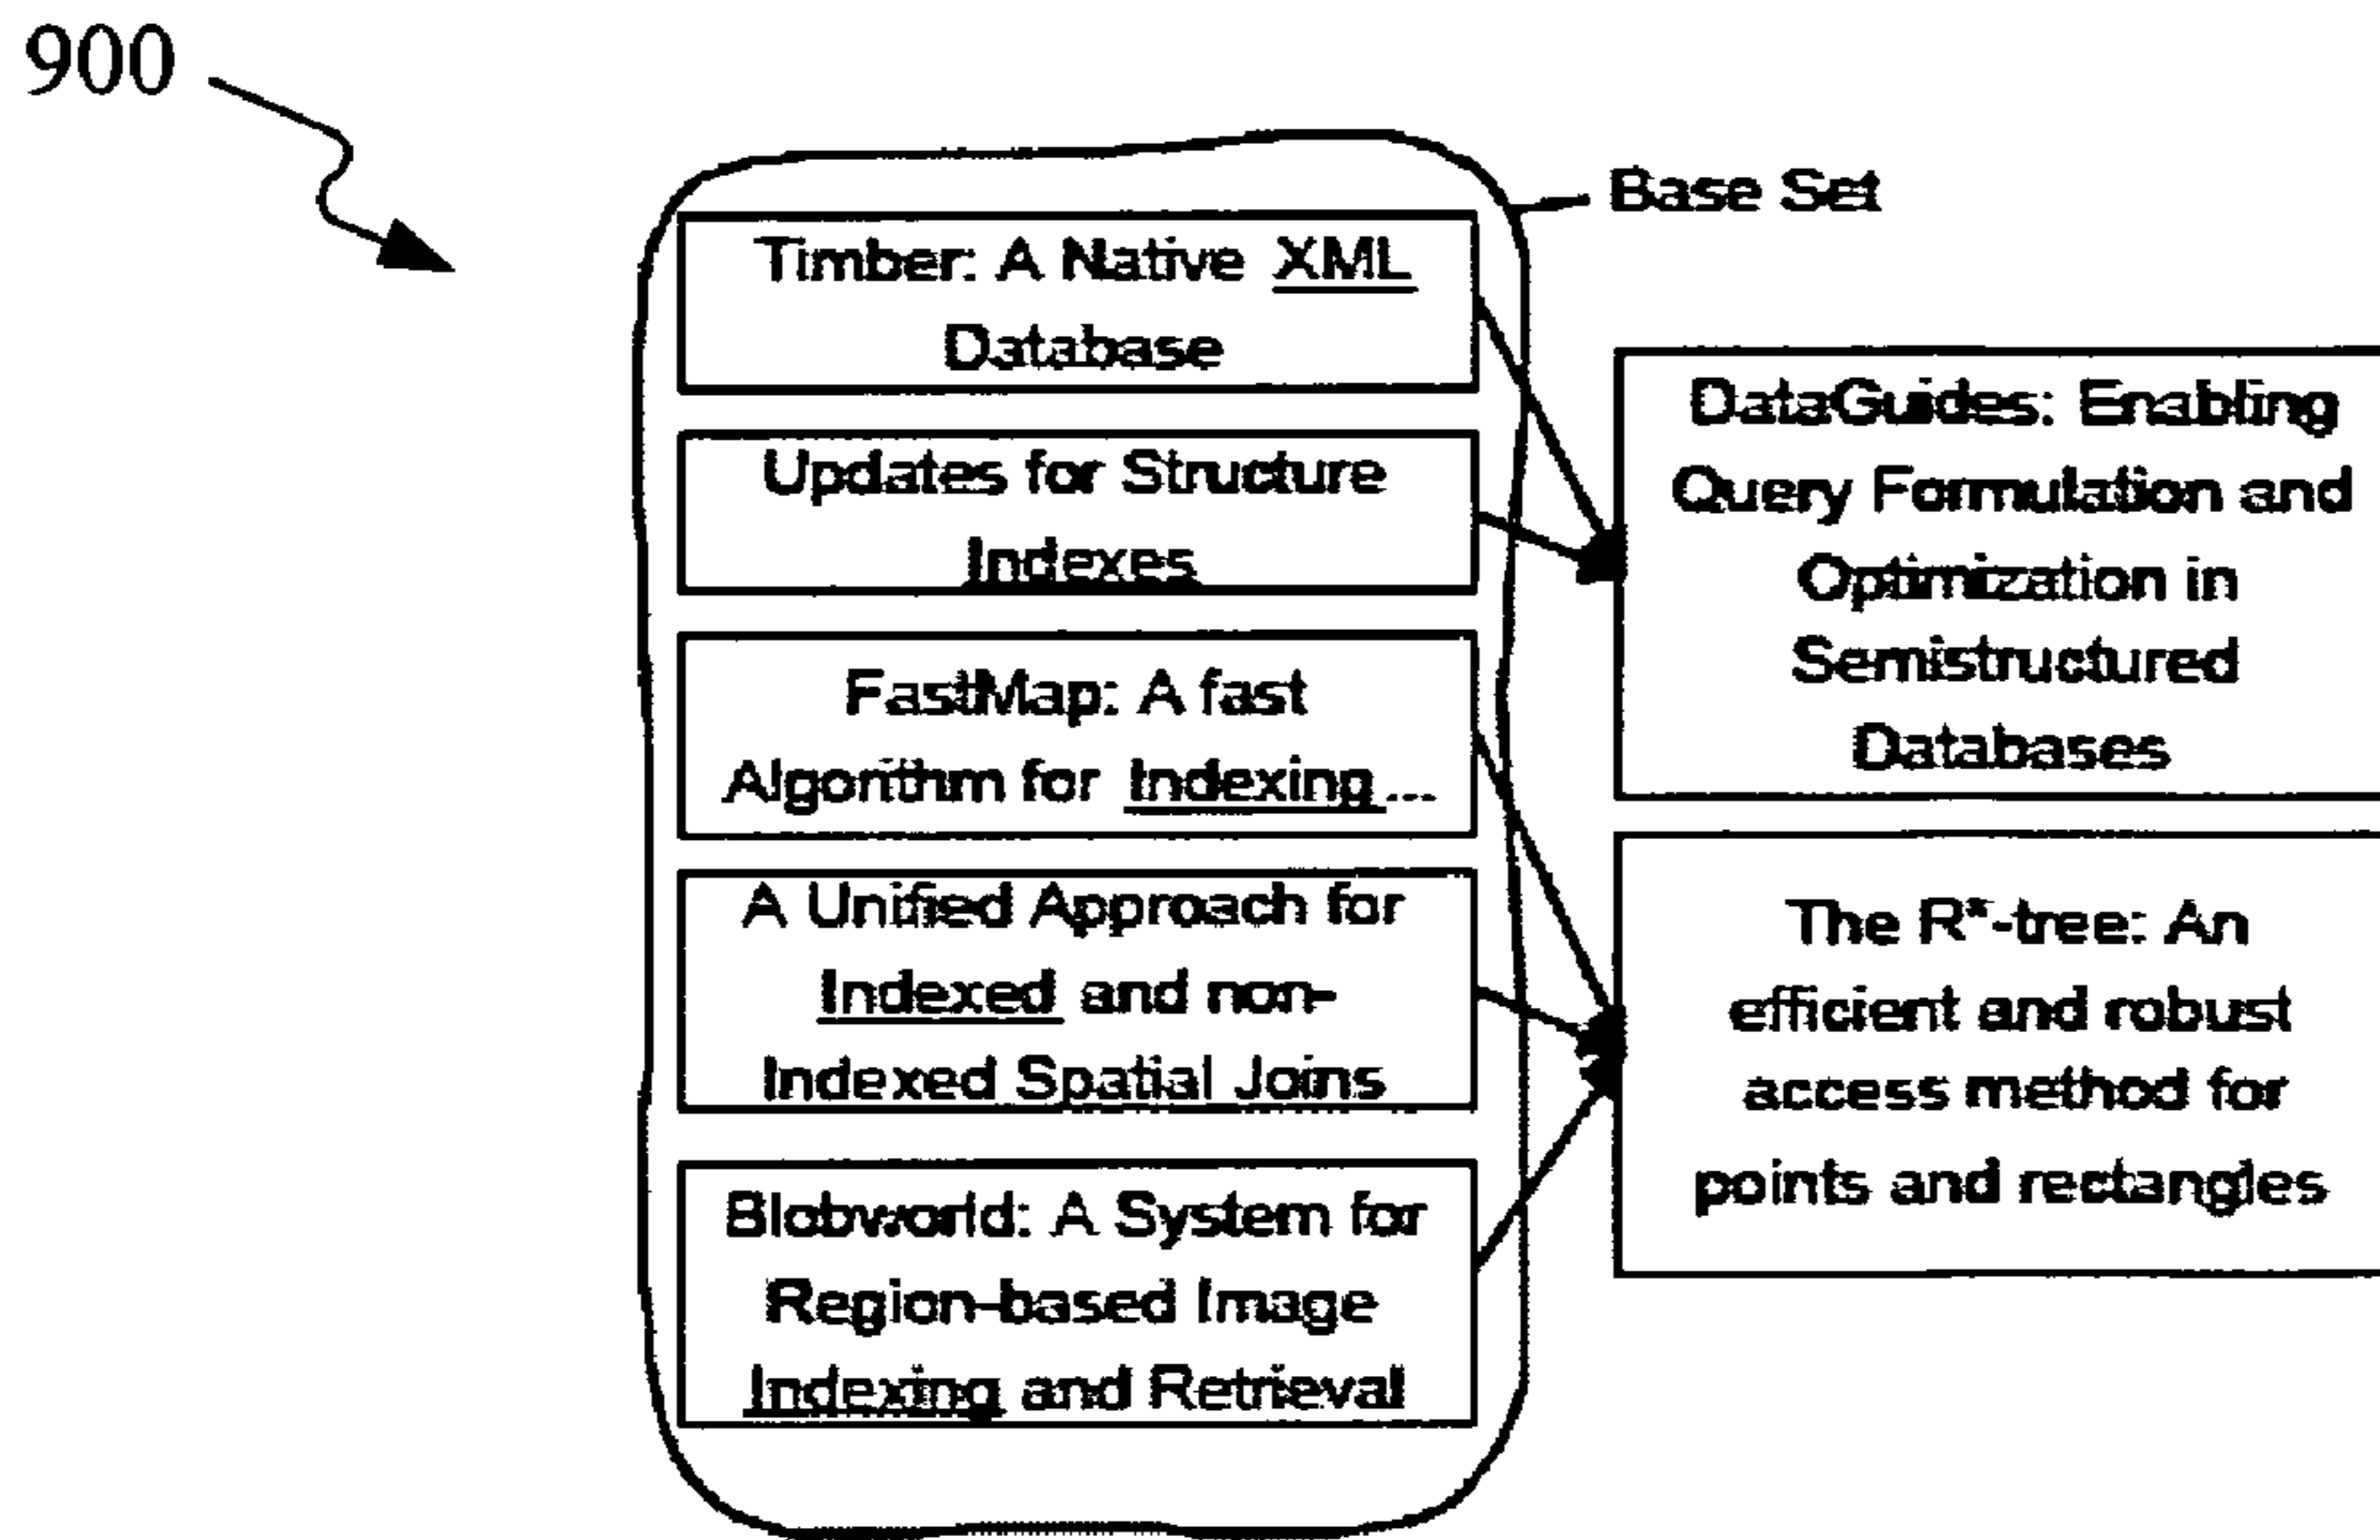 900
Base Set
Timber: A Native XML
Database
Updates for Structure
Indexes
FastMap: A fast
Algorithm for Indexing...
A Unified Approach for
Indexed and non-
Indexed Spatial Joins
Blobworld: A System for
Region-based Image
Indexing and Retrieval
DataGuides: Enabling
Query Formulation and
Optimization in
Semistructured
Databases
The R*-tree: An
efficient and robust
access method for
points and rectangles